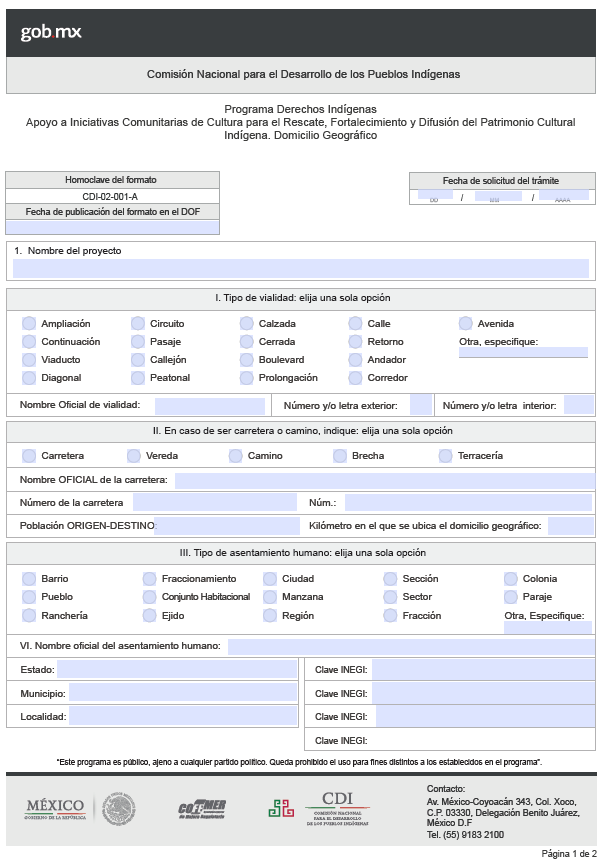 gob.mx
Comisión Nacional para el Desarrollo de los Pueblos Indígenas
Programa Derechos Indígenas
Apoyo a Iniciativas Comunitarias de Cultura para el Rescate, Fortalecimiento y Difusión del Patrimonio Cultural
Indígena. Domicilio Geográfico
Homoclave del formato
CDI-02-001-A
Fecha de publicación del formato en el DOF
Fecha de solicitud del trámite
DD / MM / AAAA
1. Nombre del proyecto
I. Tipo de vialidad: elija una sola opción
Ampliación Circuito Calzada Calle Avenida
Continuación Pasaje Cerrada Retorno Otra, especifique:
Viaducto Callejón Boulevard Andador
Diagonal Peatonal Prolongación Corredor
Nombre Oficial de vialidad: Número y/o letra exterior: Número y/o letra interior:
II. En caso de ser carretera o camino, indique: elija una sola opción
Carretera Vereda Camino Brecha Terracería
Nombre OFICIAL de la carretera:
Número de la carretera Núm.:
Población ORIGEN-DESTINO: Kilómetro en el que se ubica el domicilio geográfico:
III. Tipo de asentamiento humano: elija una sola opción
Barrio Fraccionamiento Ciudad Sección Colonia
Pueblo Conjunto Habitacional Manzana Sector Paraje
Ranchería Ejido Región Fracción Otra, Especifique:
VI. Nombre oficial del asentamiento humano:
Estado: Clave INEGI:
Municipio: Clave INEGI:
Localidad: Clave INEGI:
Clave INEGI:
"Este programa es público, ajeno a cualquier partido político. Queda prohibido el uso para fines distintos a los establecidos en el programa".
MÉXICO
GOBIERNO DE LA REPÚBLICA
COFEMER
CDI
COMISIÓN NACIONAL
PARA EL DESARROLLO
DE LOS PUEBLOS INDÍGENAS
Contacto:
Av. México-Coyoacán 343, Col. Xoco,
C.P. 03330, Delegación Benito Juárez,
México D.F
Tel. (55) 9183 2100
Página 1 de 2